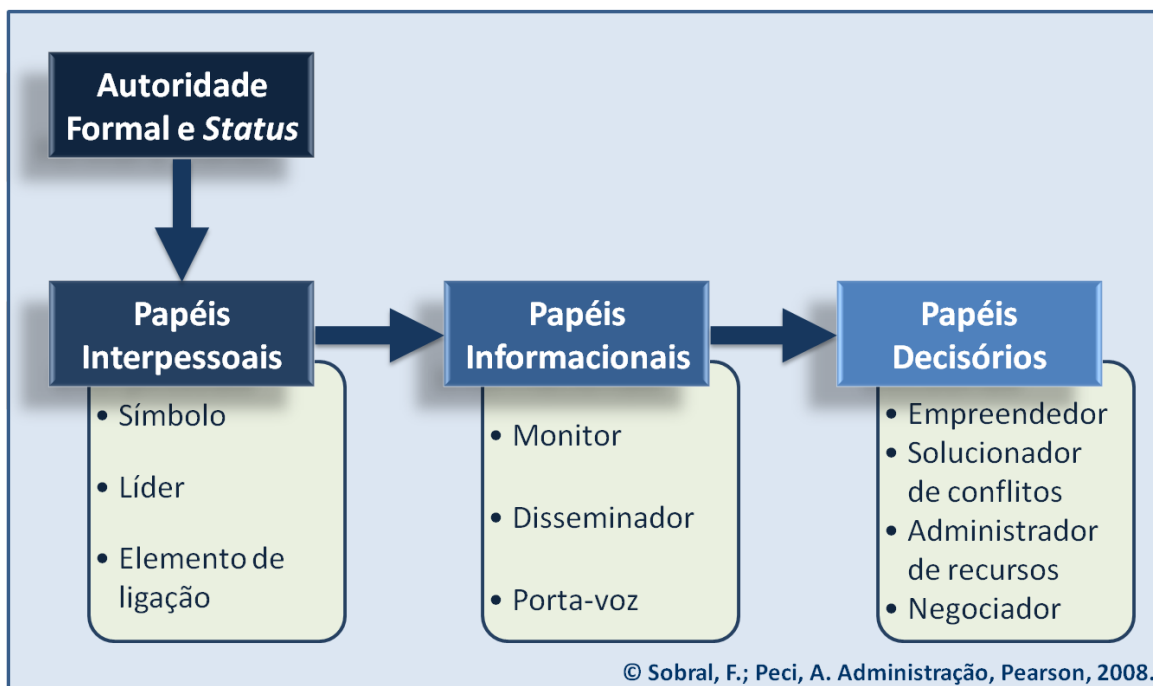 Autoridade
Formal e Status
Papéis
Interpessoais
• Símbolo
• Líder
• Elemento de
ligação
Papéis
Informacionais
• Monitor
• Disseminador
• Porta-voz
Papéis
Decisórios
• Empreendedor
• Solucionador
de conflitos
• Administrador
de recursos
• Negociador
© Sobral, F.; Peci, A. Administração, Pearson, 2008.